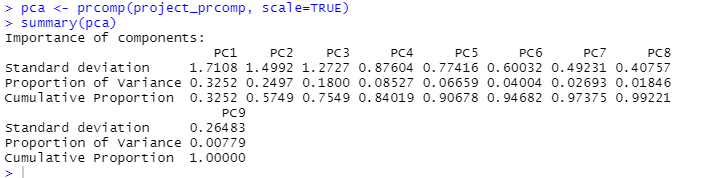 > pca <- prcomp(project_prcomp, scale=TRUE)
> summary(pca)
Importance of components:
                          PC1    PC2    PC3     PC4     PC5     PC6     PC7     PC8
Standard deviation     1.7108 1.4992 1.2727 0.87604 0.77416 0.60032 0.49231 0.40757
Proportion of Variance 0.3252 0.2497 0.1800 0.08527 0.06659 0.04004 0.02693 0.01846
Cumulative Proportion  0.3252 0.5749 0.7549 0.84019 0.90678 0.94682 0.97375 0.99221
                           PC9
Standard deviation     0.26483
Proportion of Variance 0.00779
Cumulative Proportion  1.00000
>